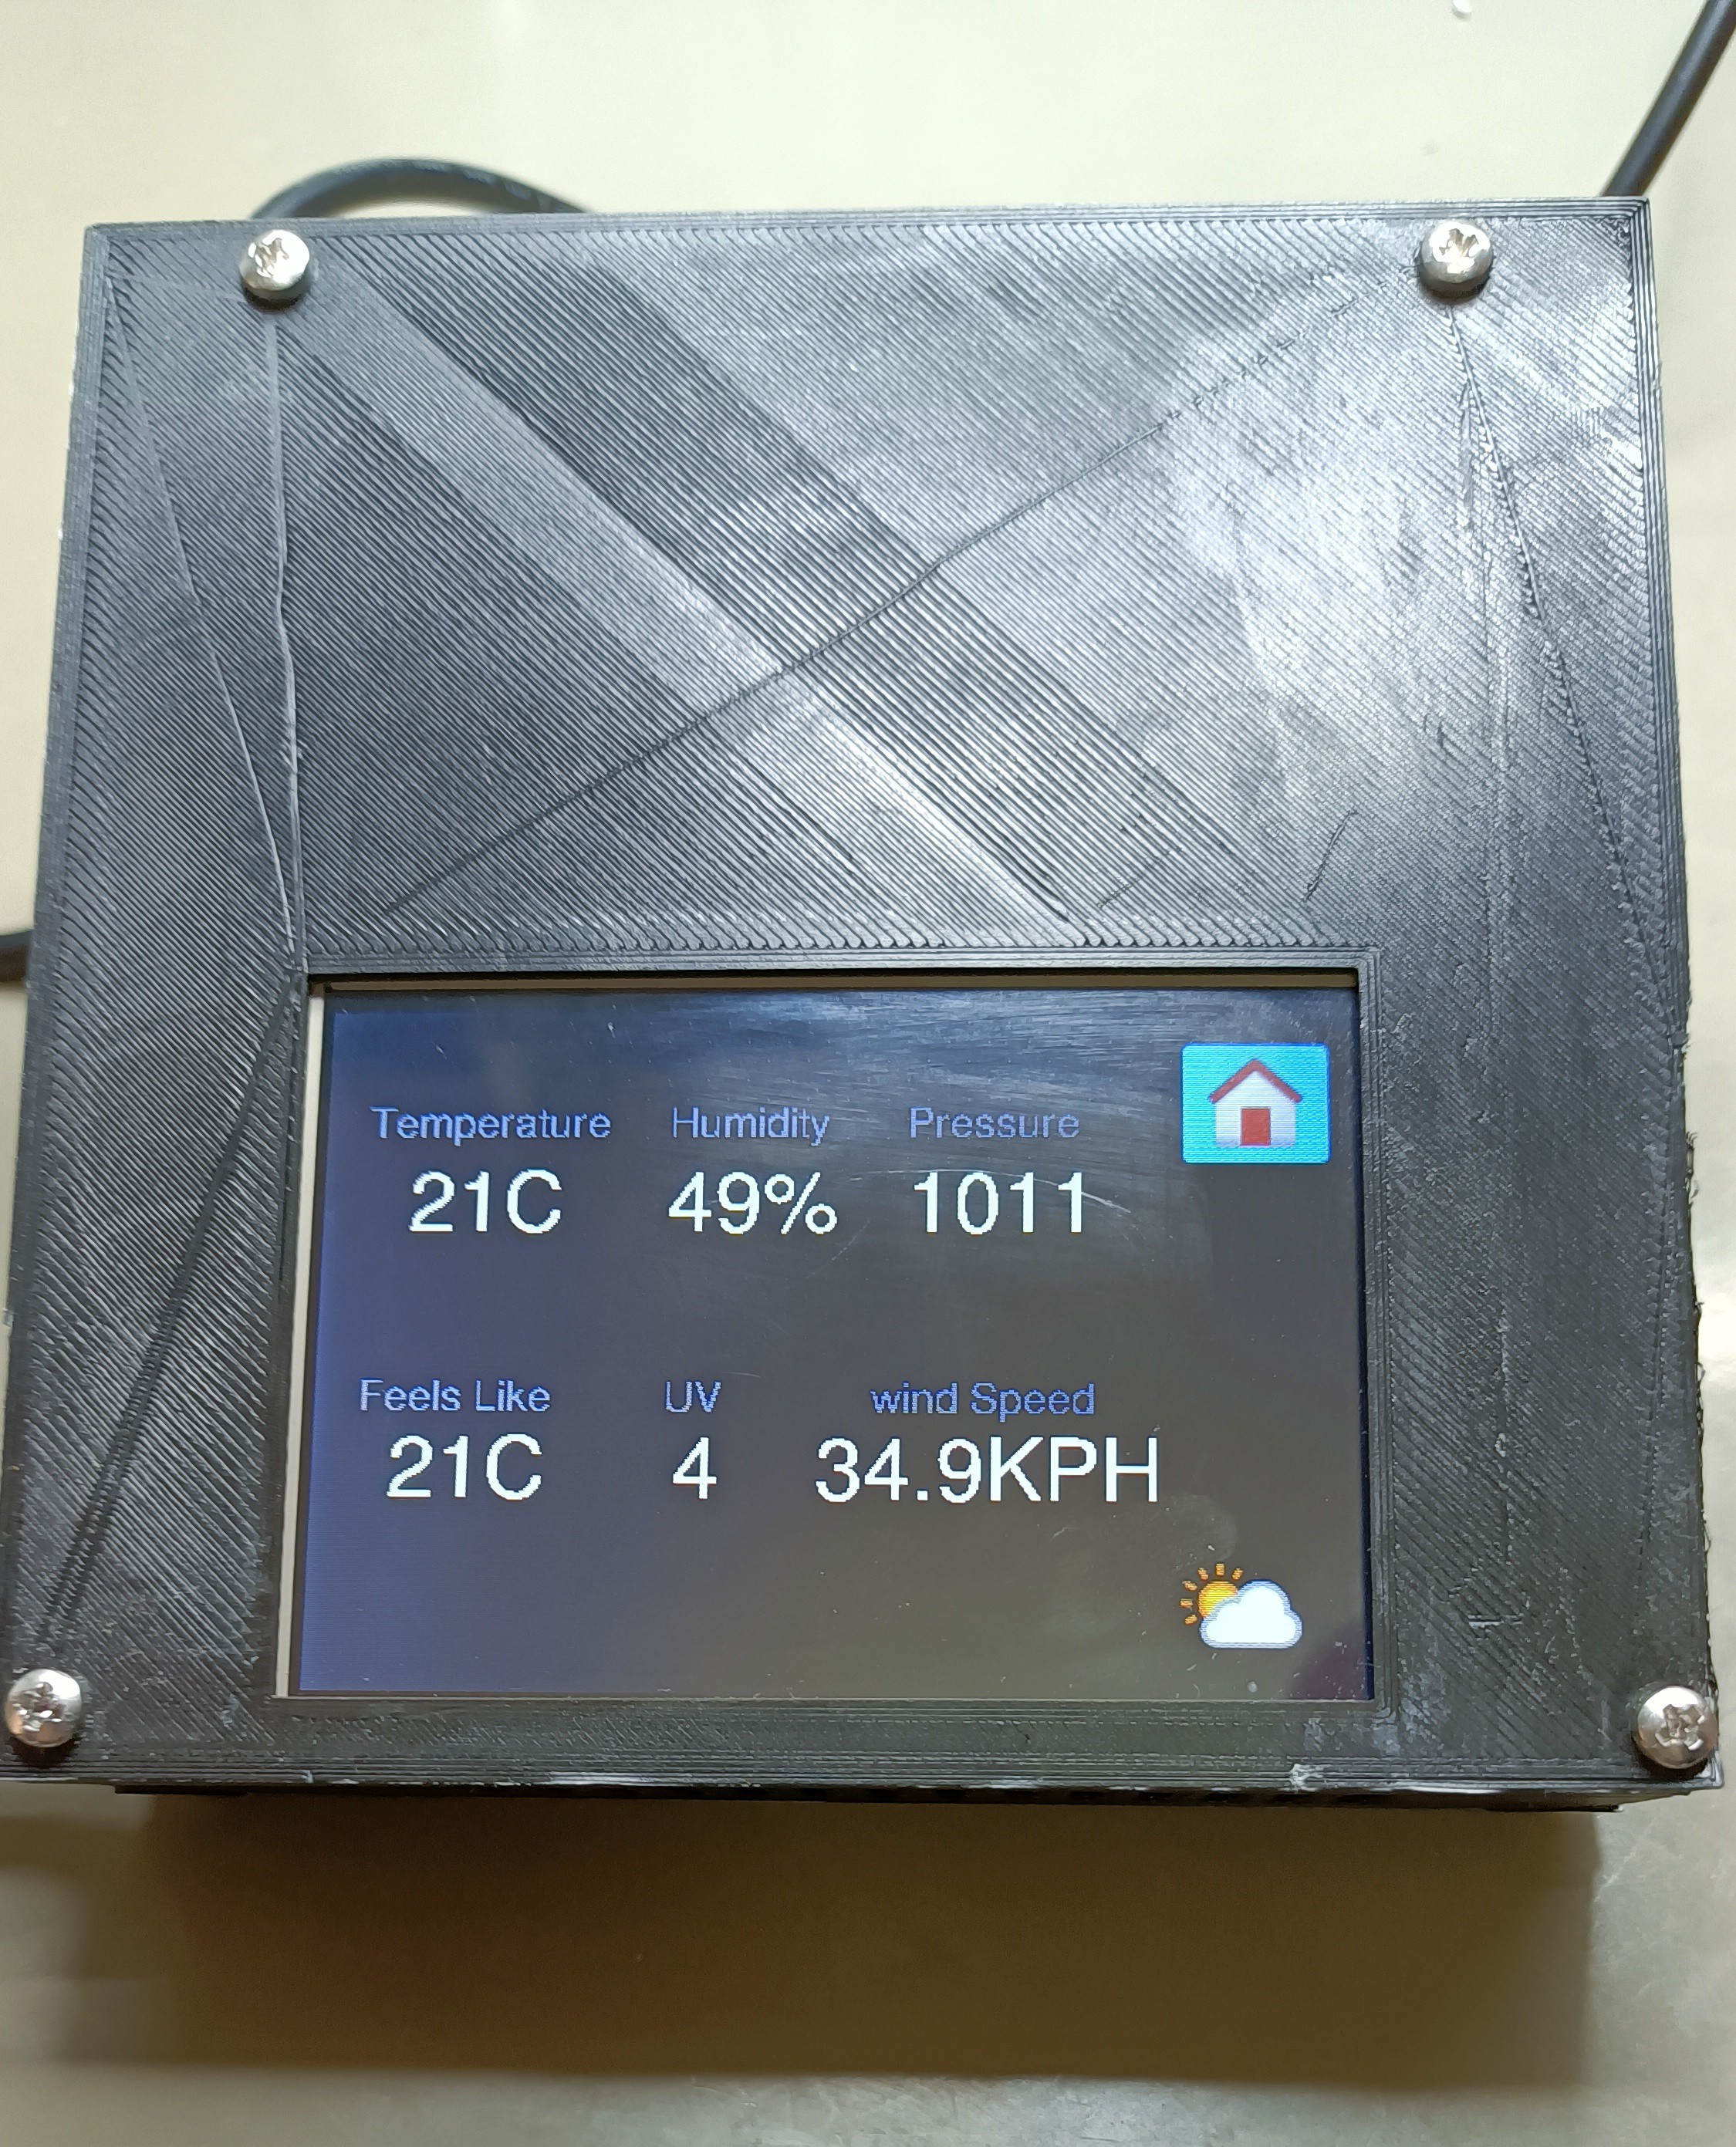 Temperature Humidity Pressure
21C 49% 1011
Feels Like UV wind Speed
21C 4 34.9KPH